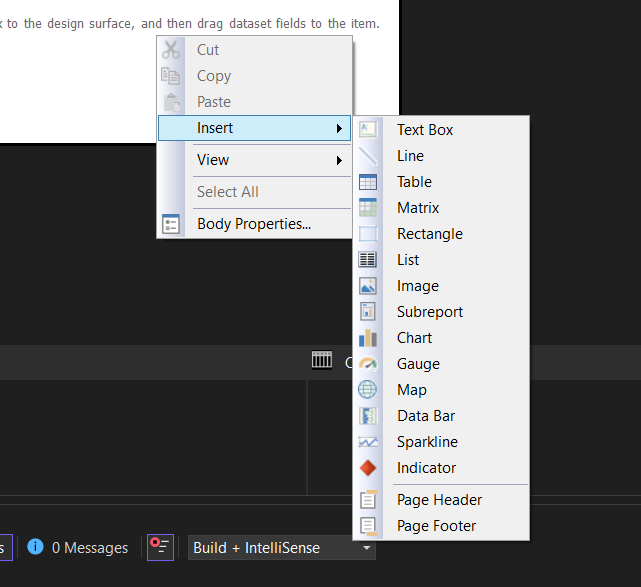 to the design surface, and then drag dataset fields to the item.
Cut
Copy
Paste
Insert
View
Select All
Body Properties...
Text Box
Line
Table
Matrix
Rectangle
List
Image
Subreport
Chart
Gauge
Map
Data Bar
Sparkline
Indicator
Page Header
Page Footer
0 Messages
Build + IntelliSense